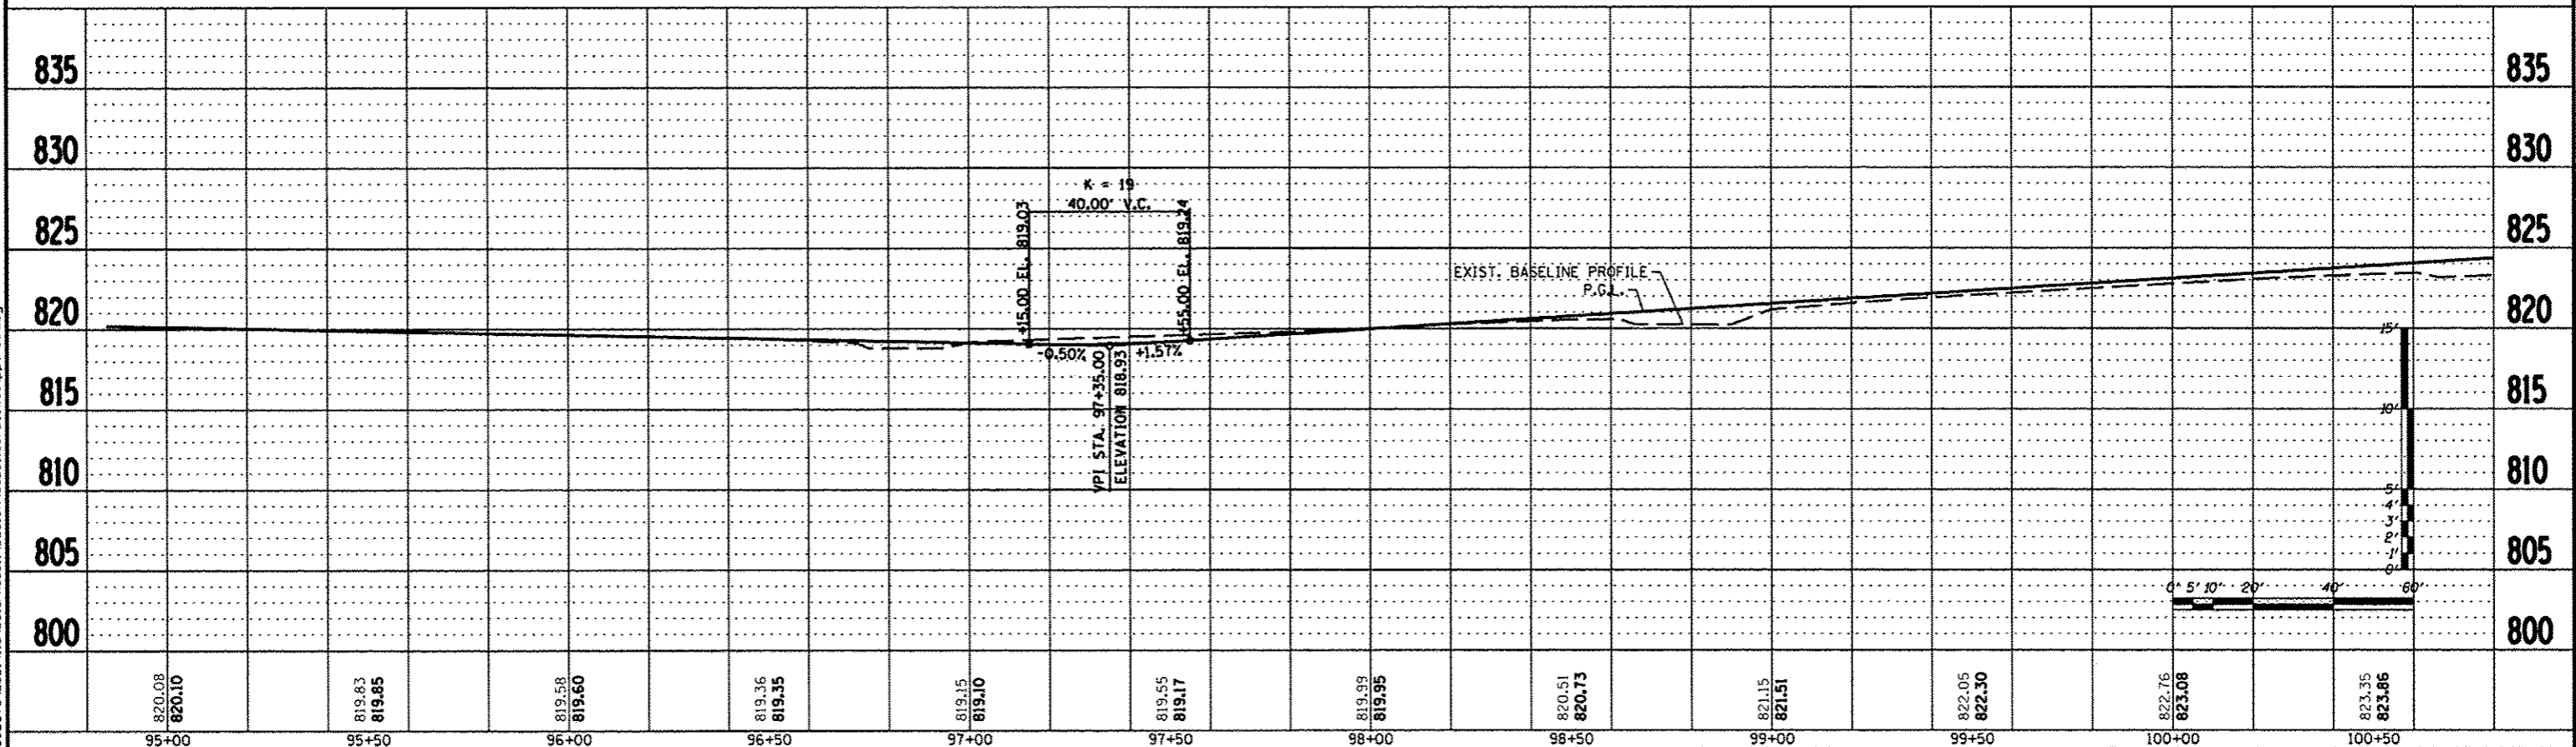 835 835
830 830
K = 19
40.00' V.C.
+15.00 EL. 819.03
+55.00 EL. 819.24
825 825
EXIST. BASELINE PROFILE
P.G.L.
820 820
-0.50% +1.57%
VPI STA. 97+35.00
ELEVATION 818.93
815 815
810 810
805 805
800 800
15'
10'
5'
4'
3'
2'
1'
0'
0' 5' 10' 20' 40' 60'
820.08 819.83 819.58 819.36 819.15 819.55 819.99 820.51 821.15 822.05 822.76 823.35
820.10 819.85 819.60 819.35 819.10 819.17 819.95 820.73 821.51 822.30 823.08 823.86
95+00 95+50 96+00 96+50 97+00 97+50 98+00 98+50 99+00 99+50 100+00 100+50